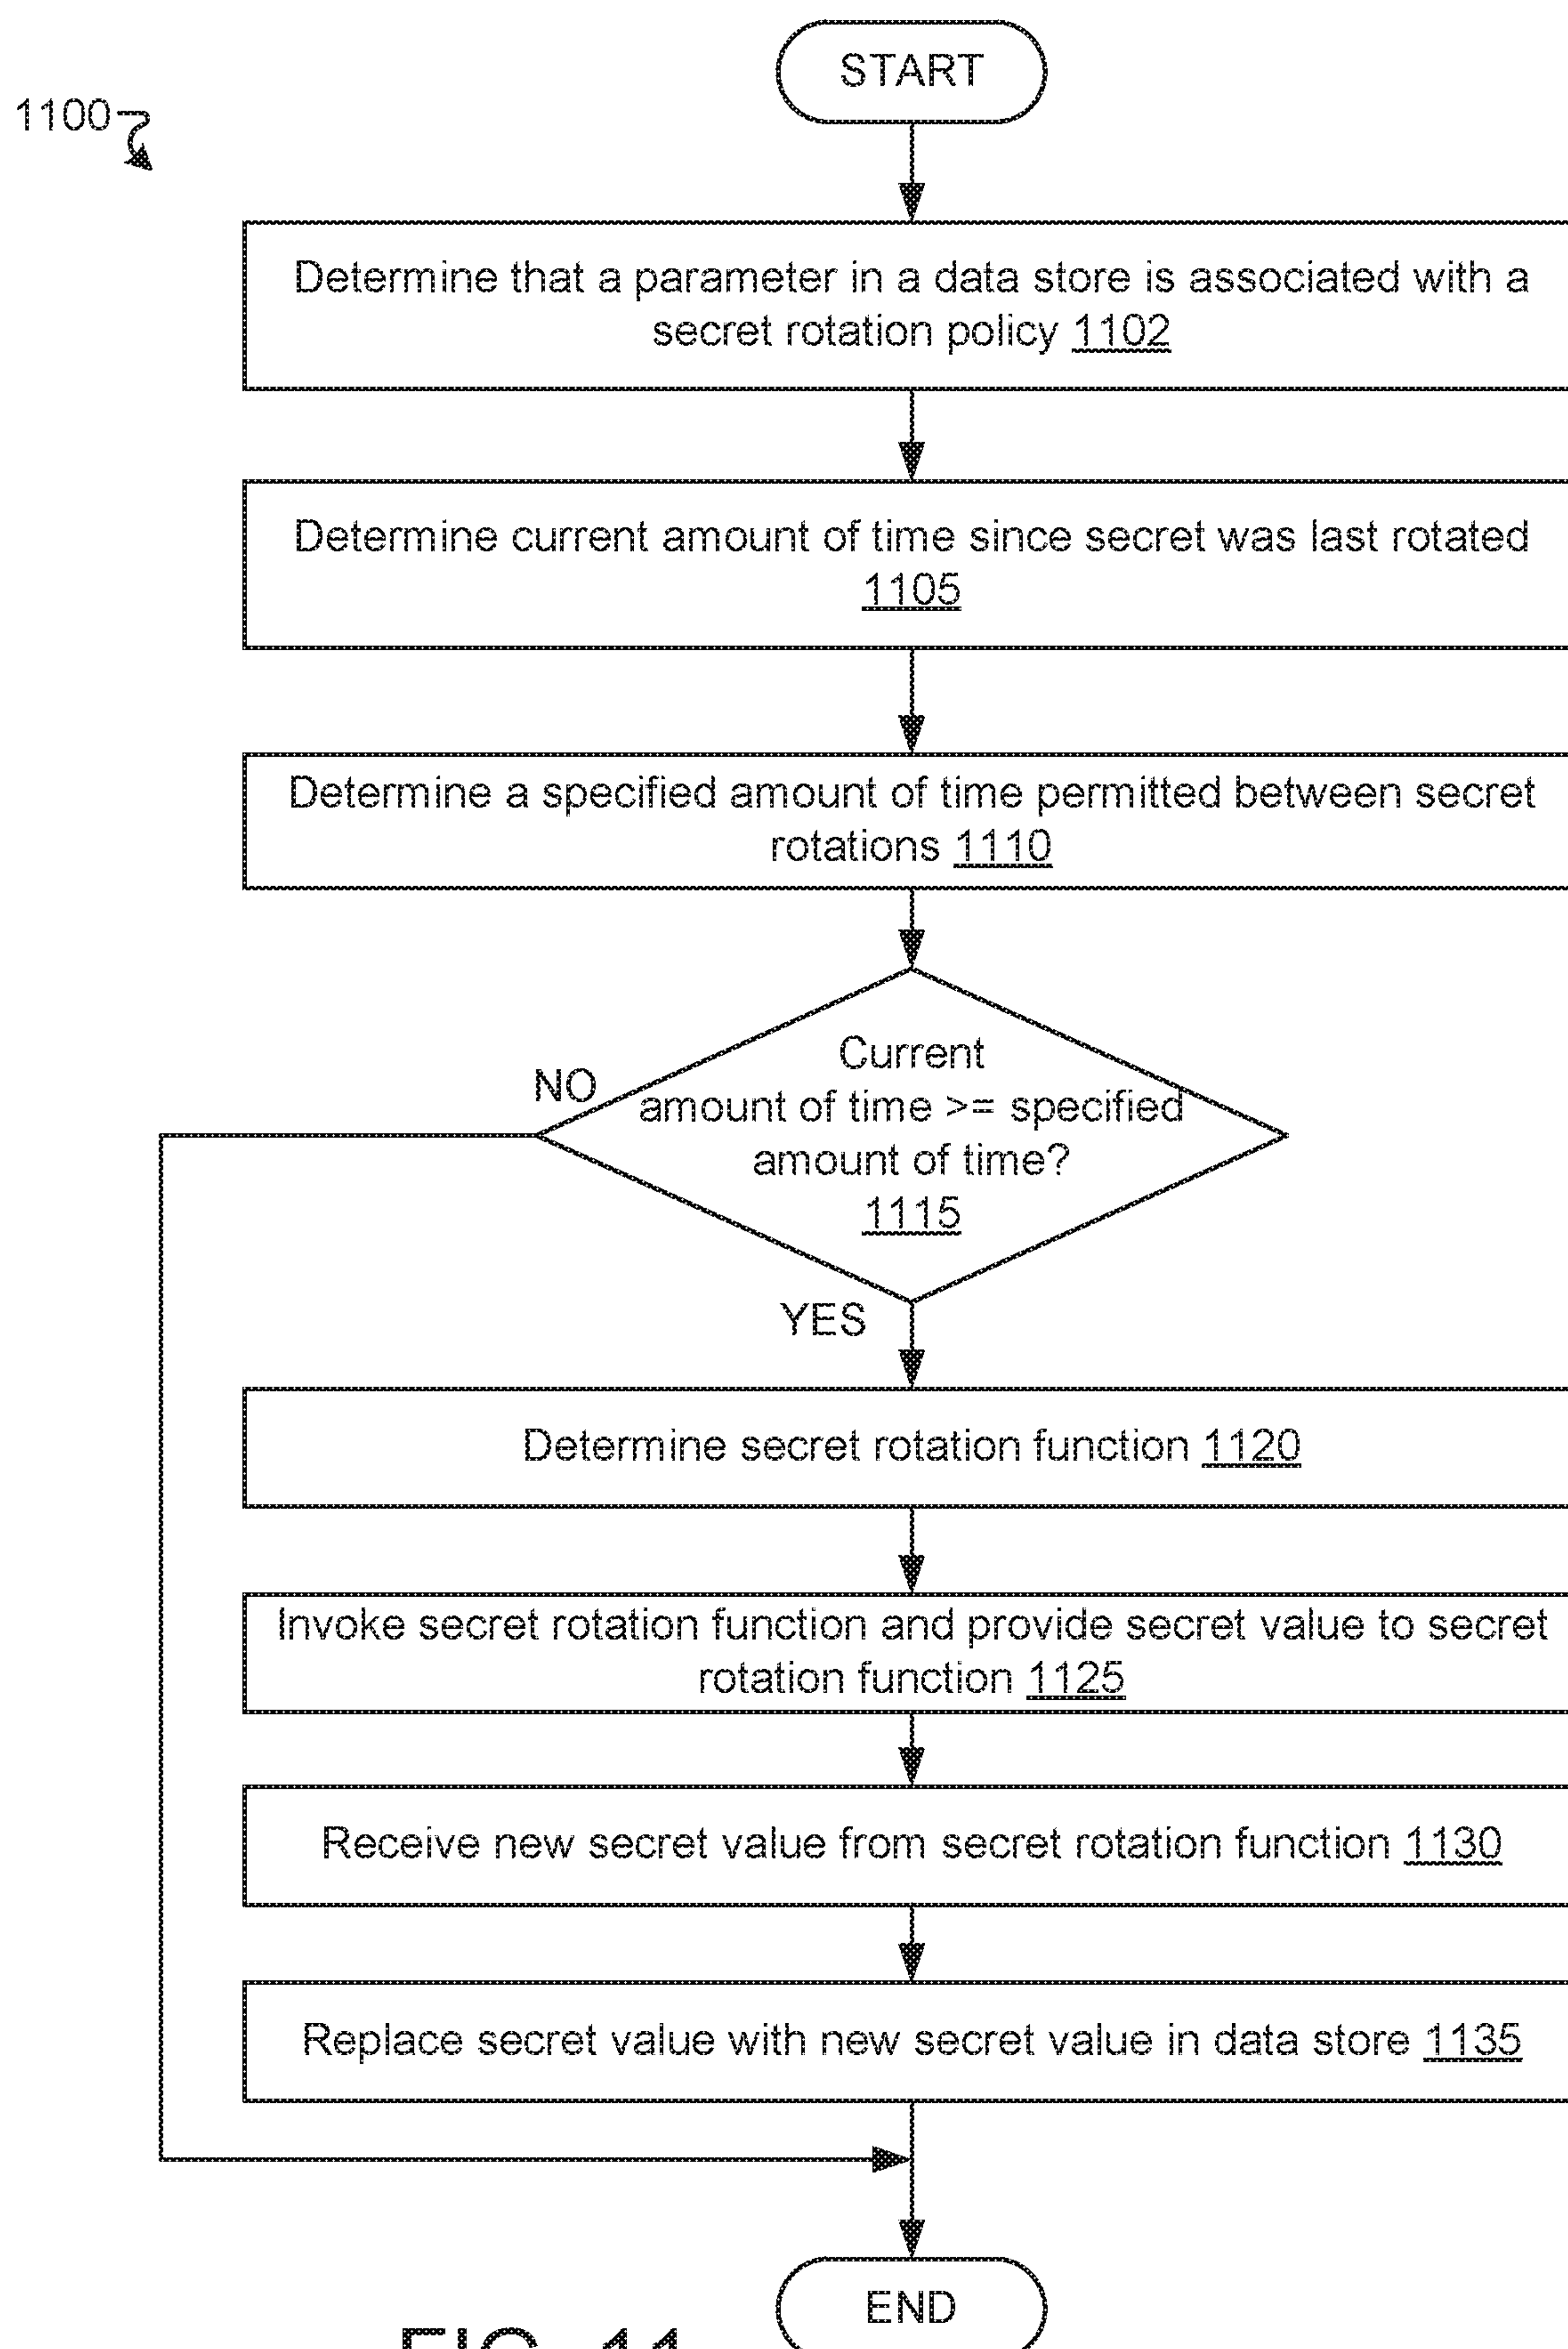 START
1100
Determine that a parameter in a data store is associated with a
secret rotation policy 1102
Determine current amount of time since secret was last rotated
1105
Determine a specified amount of time permitted between secret
rotations 1110
Current
amount of time >= specified
amount of time?
1115
NO
YES
Determine secret rotation function 1120
Invoke secret rotation function and provide secret value to secret
rotation function 1125
Receive new secret value from secret rotation function 1130
Replace secret value with new secret value in data store 1135
END
FIG. 11